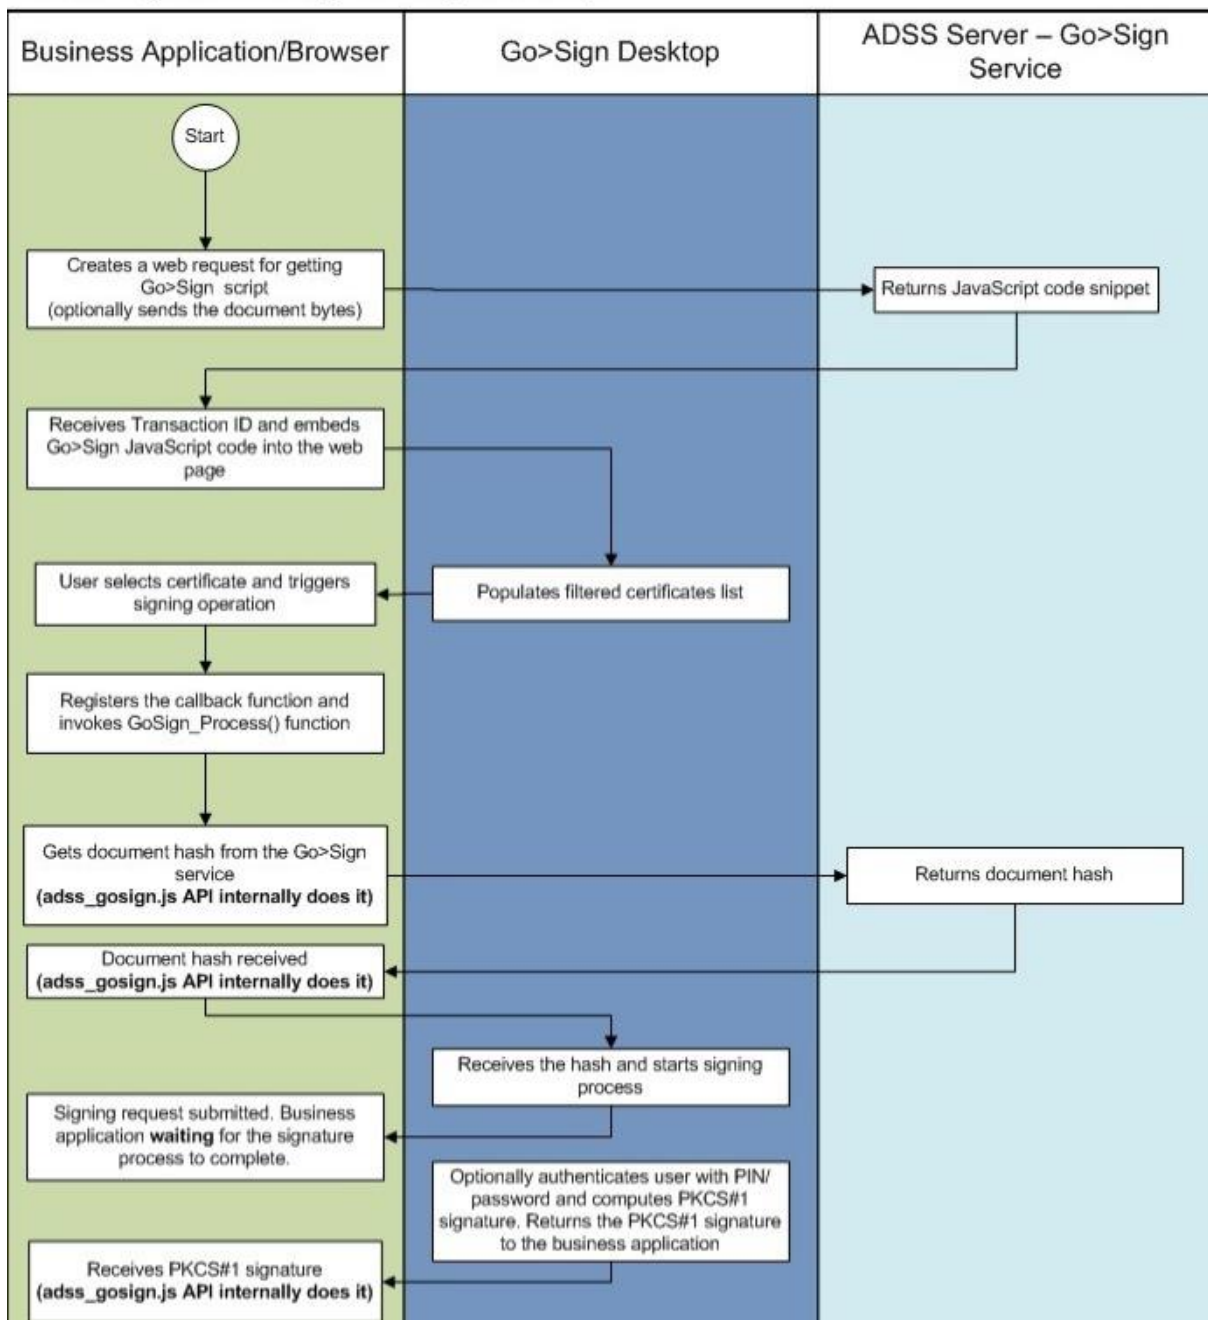 Business Application/Browser
Go>Sign Desktop
ADSS Server – Go>Sign
Service
Start
Creates a web request for getting
Go>Sign script
(optionally sends the document bytes)
Returns JavaScript code snippet
Receives Transaction ID and embeds
Go>Sign JavaScript code into the web
page
User selects certificate and triggers
signing operation
Populates filtered certificates list
Registers the callback function and
invokes GoSign_Process() function
Gets document hash from the Go>Sign
service
(adss_gosign.js API internally does it)
Returns document hash
Document hash received
(adss_gosign.js API internally does it)
Receives the hash and starts signing
process
Signing request submitted. Business
application waiting for the signature
process to complete.
Optionally authenticates user with PIN/
password and computes PKCS#1
signature. Returns the PKCS#1 signature
to the business application
Receives PKCS#1 signature
(adss_gosign.js API internally does it)